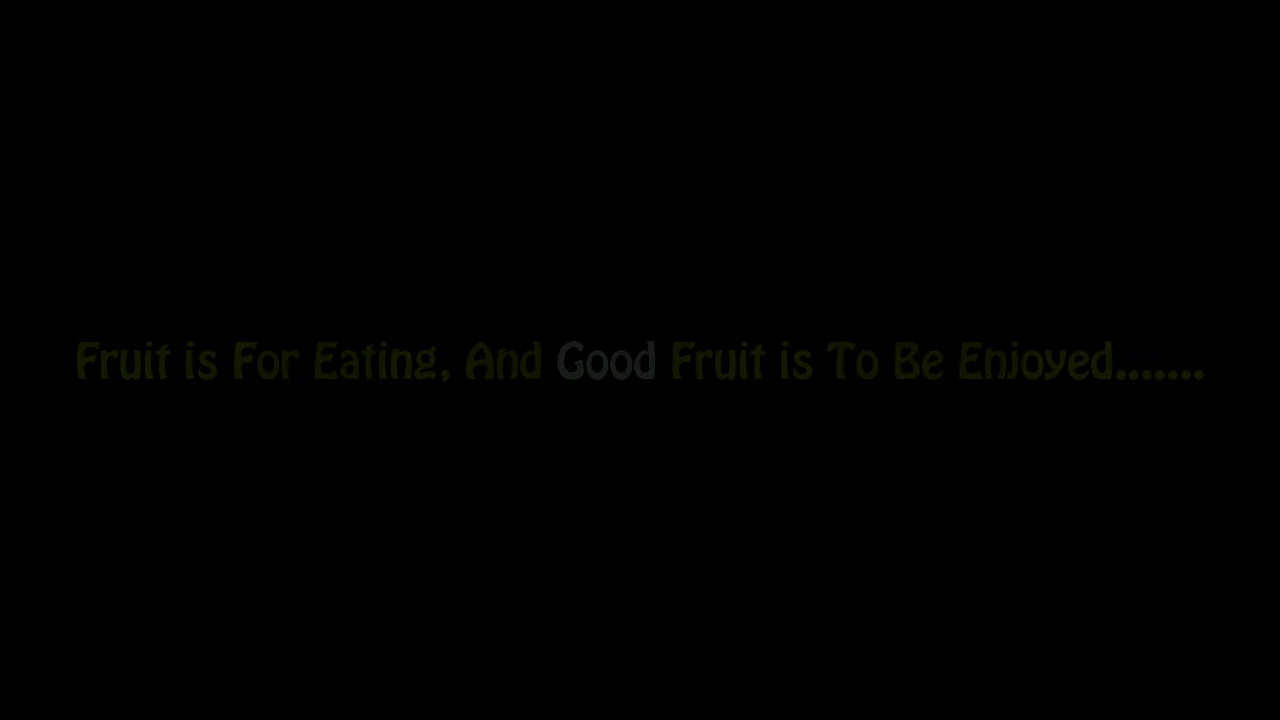 Fruit is For Eating, And Good Fruit is To Be Enjoyed.......